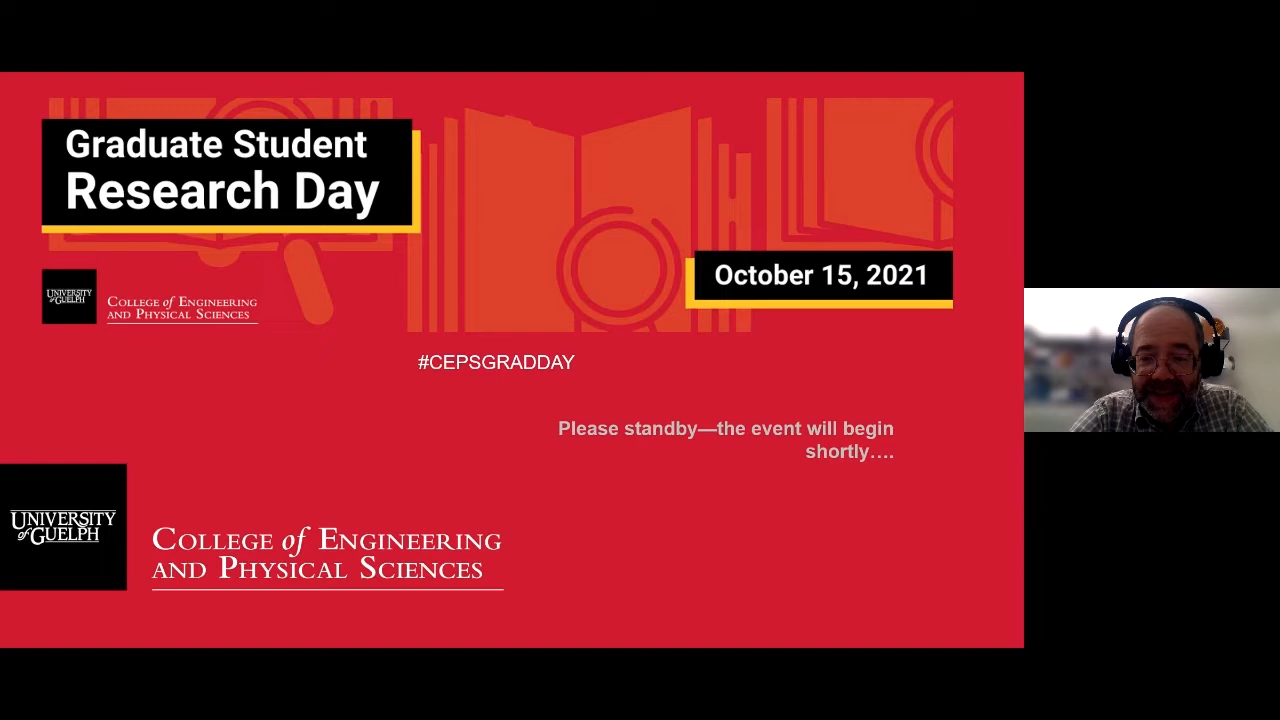 Graduate Student
Research Day
October 15, 2021
UNIVERSITY
of GUELPH
COLLEGE of ENGINEERING
AND PHYSICAL SCIENCES
#CEPSGRADDAY
Please standby—the event will begin
shortly….
UNIVERSITY
of GUELPH
COLLEGE of ENGINEERING
AND PHYSICAL SCIENCES